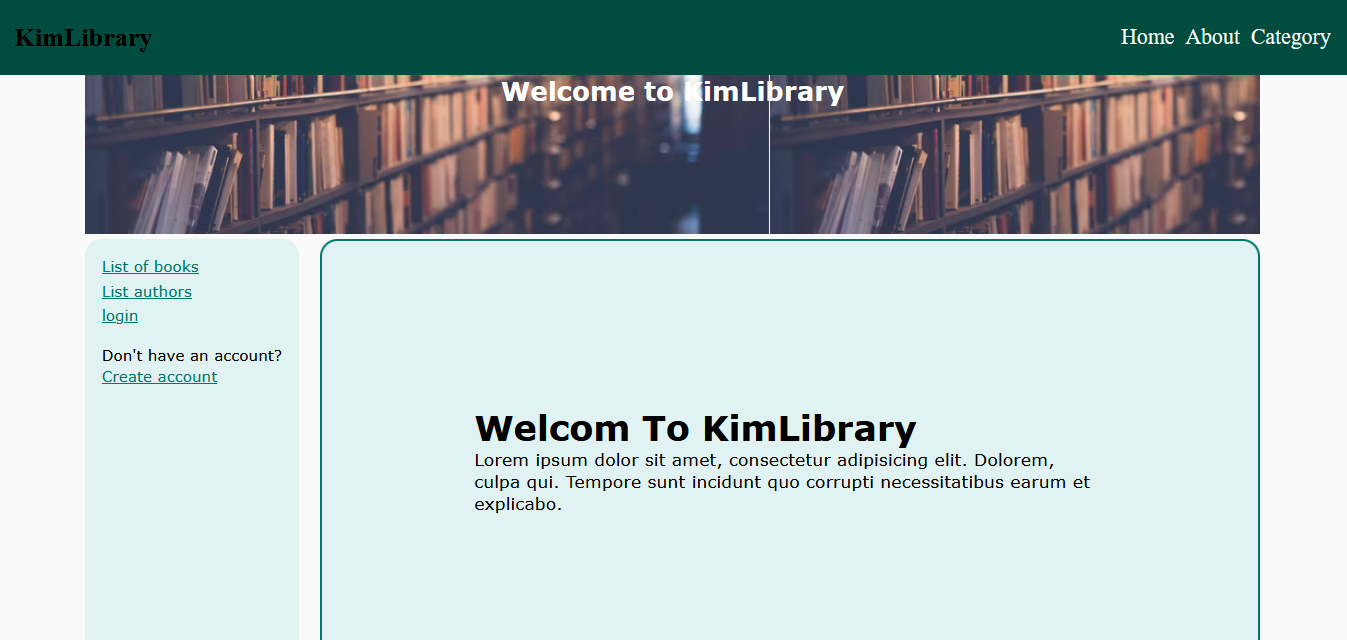 KimLibrary
Home About Category
Welcome to KimLibrary
List of books
List authors
login
Don't have an account?
Create account
Welcom To KimLibrary
Lorem ipsum dolor sit amet, consectetur adipisicing elit. Dolorem,
culpa qui. Tempore sunt incidunt quo corrupti necessitatibus earum et
explicabo.